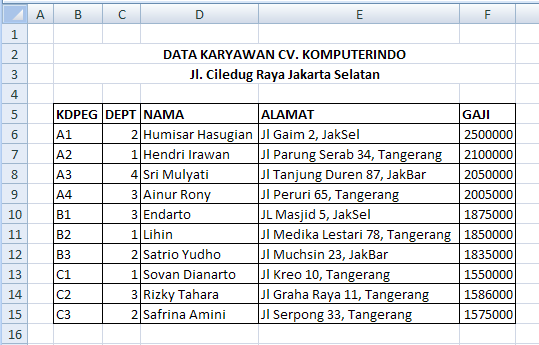 A B C D E F
1
2 DATA KARYAWAN CV. KOMPUTERINDO
3 Jl. Ciledug Raya Jakarta Selatan
4
5 KDPEG DEPT NAMA ALAMAT GAJI
6 A1 2 Humisar Hasugian Jl Gaim 2, JakSel 2500000
7 A2 1 Hendri Irawan Jl Parung Serab 34, Tangerang 2100000
8 A3 4 Sri Mulyati Jl Tanjung Duren 87, JakBar 2050000
9 A4 3 Ainur Rony Jl Peruri 65, Tangerang 2005000
10 B1 3 Endarto JL Masjid 5, JakSel 1875000
11 B2 1 Lihin Jl Medika Lestari 78, Tangerang 1850000
12 B3 2 Satrio Yudho Jl Muchsin 23, JakBar 1835000
13 C1 1 Sovan Dianarto Jl Kreo 10, Tangerang 1550000
14 C2 3 Rizky Tahara Jl Graha Raya 11, Tangerang 1586000
15 C3 2 Safrina Amini Jl Serpong 33, Tangerang 1575000
16